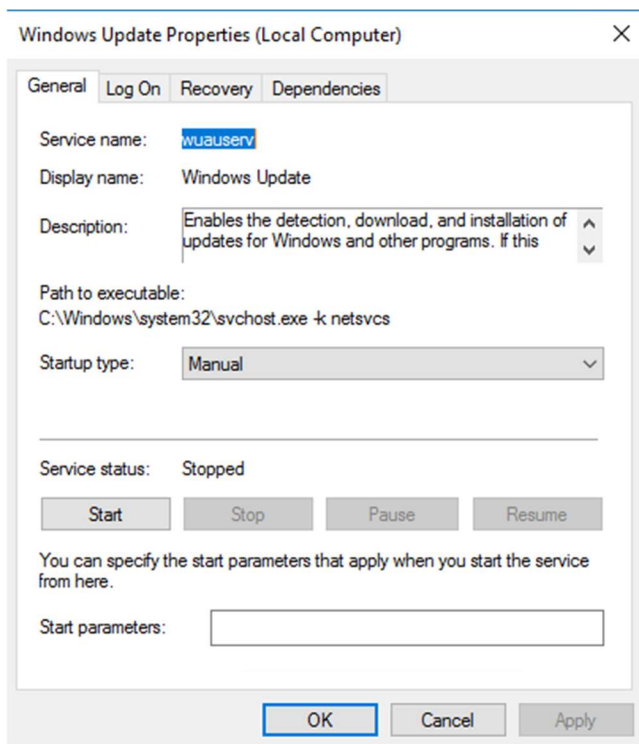 Windows Update Properties (Local Computer)
General Log On Recovery Dependencies
Service name: wuauserv
Display name: Windows Update
Description: Enables the detection, download, and installation of
updates for Windows and other programs. If this
Path to executable:
C:\Windows\system32\svchost.exe -k netsvcs
Startup type: Manual
Service status: Stopped
Start Stop Pause Resume
You can specify the start parameters that apply when you start the service
from here.
Start parameters:
OK Cancel Apply